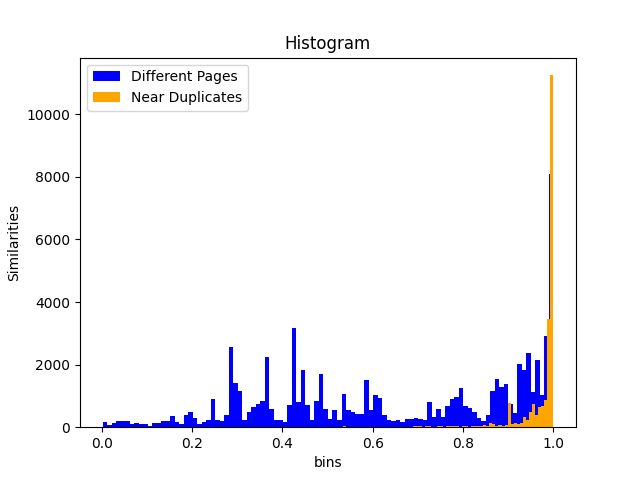 Histogram
Different Pages
Near Duplicates
10000
8000
6000
4000
2000
0
Similarities
0.0 0.2 0.4 0.6 0.8 1.0
bins